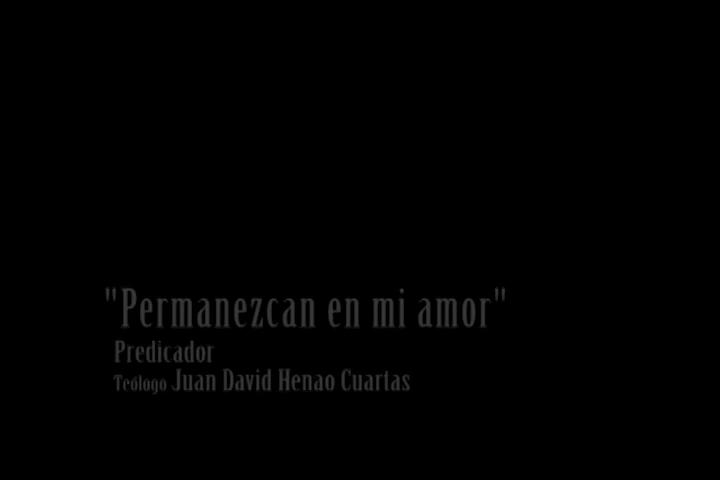 "Permanezcan en mi amor"
Predicador
Teólogo Juan David Henao Cuartas